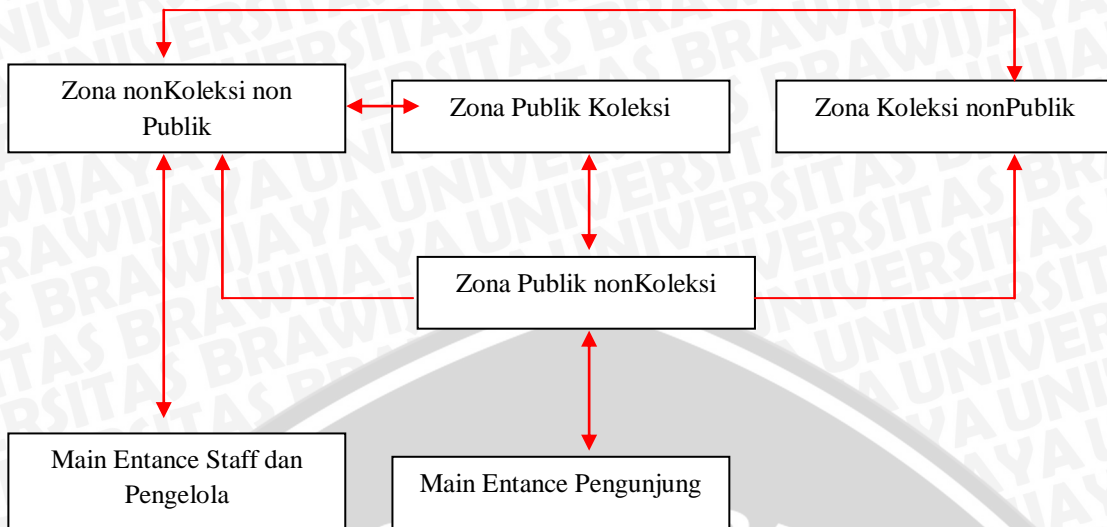 Zona nonKoleksi non
Publik
Zona Publik Koleksi
Zona Koleksi nonPublik
Zona Publik nonKoleksi
Main Entance Staff dan
Pengelola
Main Entance Pengunjung